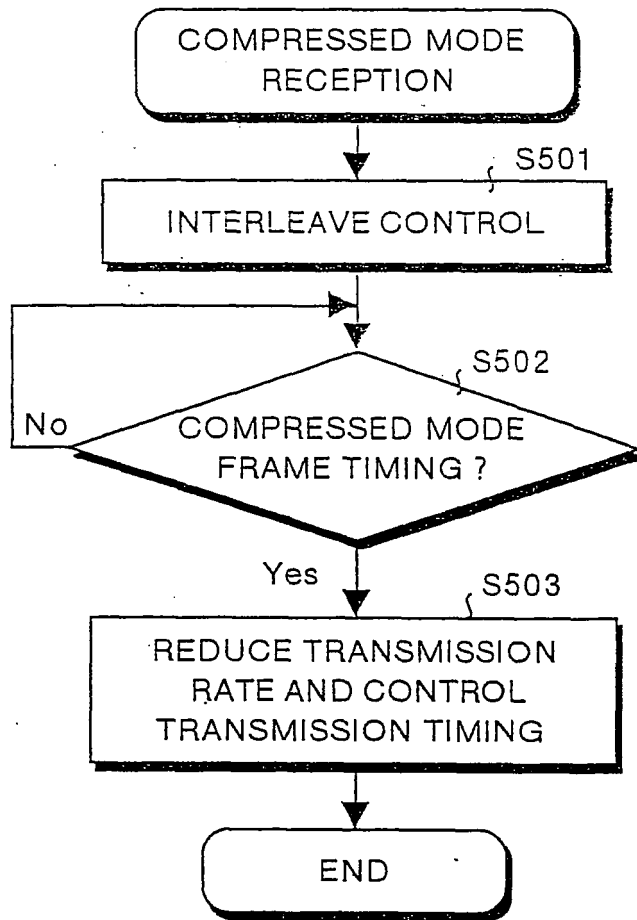 COMPRESSED MODE
RECEPTION
S501
INTERLEAVE CONTROL
S502
COMPRESSED MODE
FRAME TIMING ?
No
Yes
S503
REDUCE TRANSMISSION
RATE AND CONTROL
TRANSMISSION TIMING
END